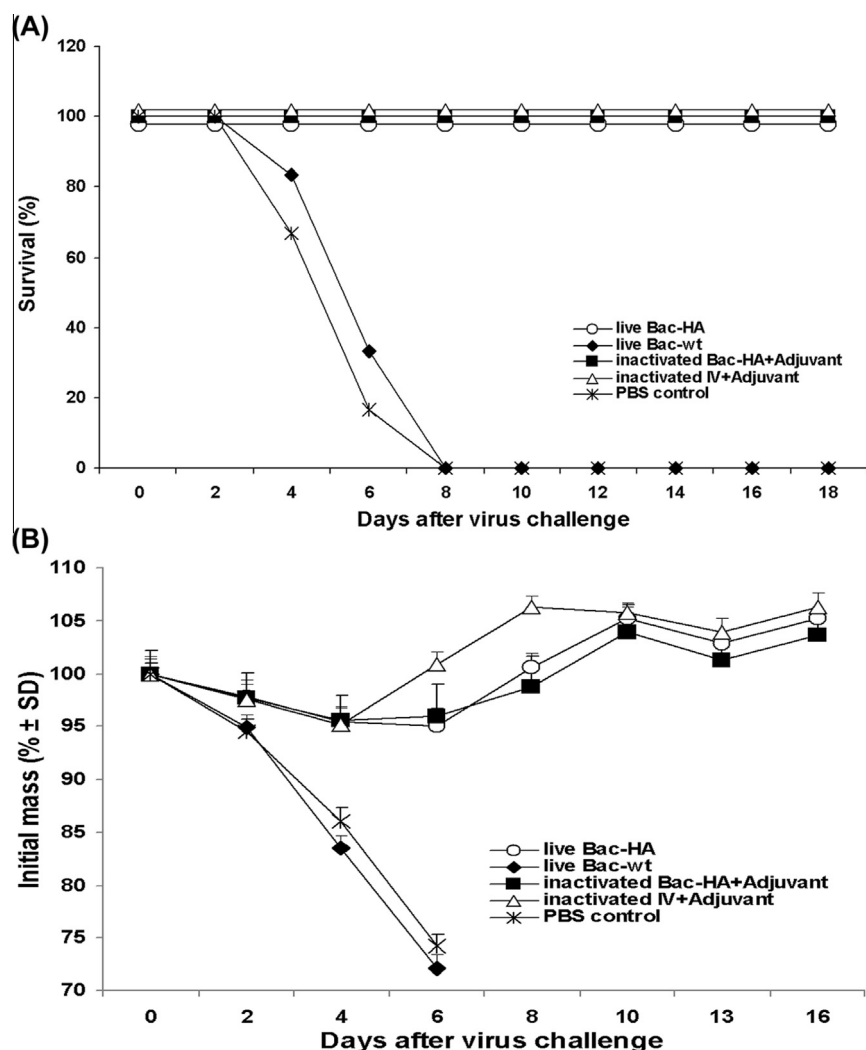 (A)
120
100
80
60
40
20
0
Survival (%)
live Bac-HA
live Bac-wt
inactivated Bac-HA+Adjuvant
inactivated IV+Adjuvant
PBS control
0 2 4 6 8 10 12 14 16 18
Days after virus challenge
(B)
110
105
100
95
90
85
80
75
70
Initial mass (% ± SD)
live Bac-HA
live Bac-wt
inactivated Bac-HA+Adjuvant
inactivated IV+Adjuvant
PBS control
0 2 4 6 8 10 13 16
Days after virus challenge